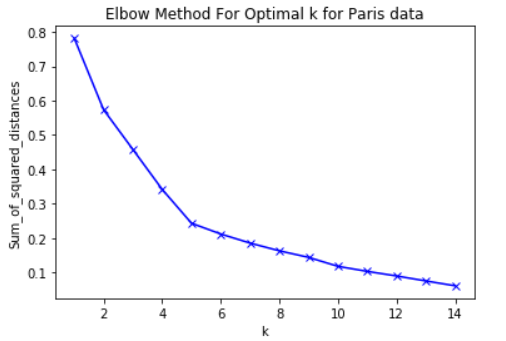 Elbow Method For Optimal k for Paris data
0.8
0.7
0.6
0.5
0.4
0.3
0.2
0.1
Sum_of_squared_distances
2 4 6 8 10 12 14
k